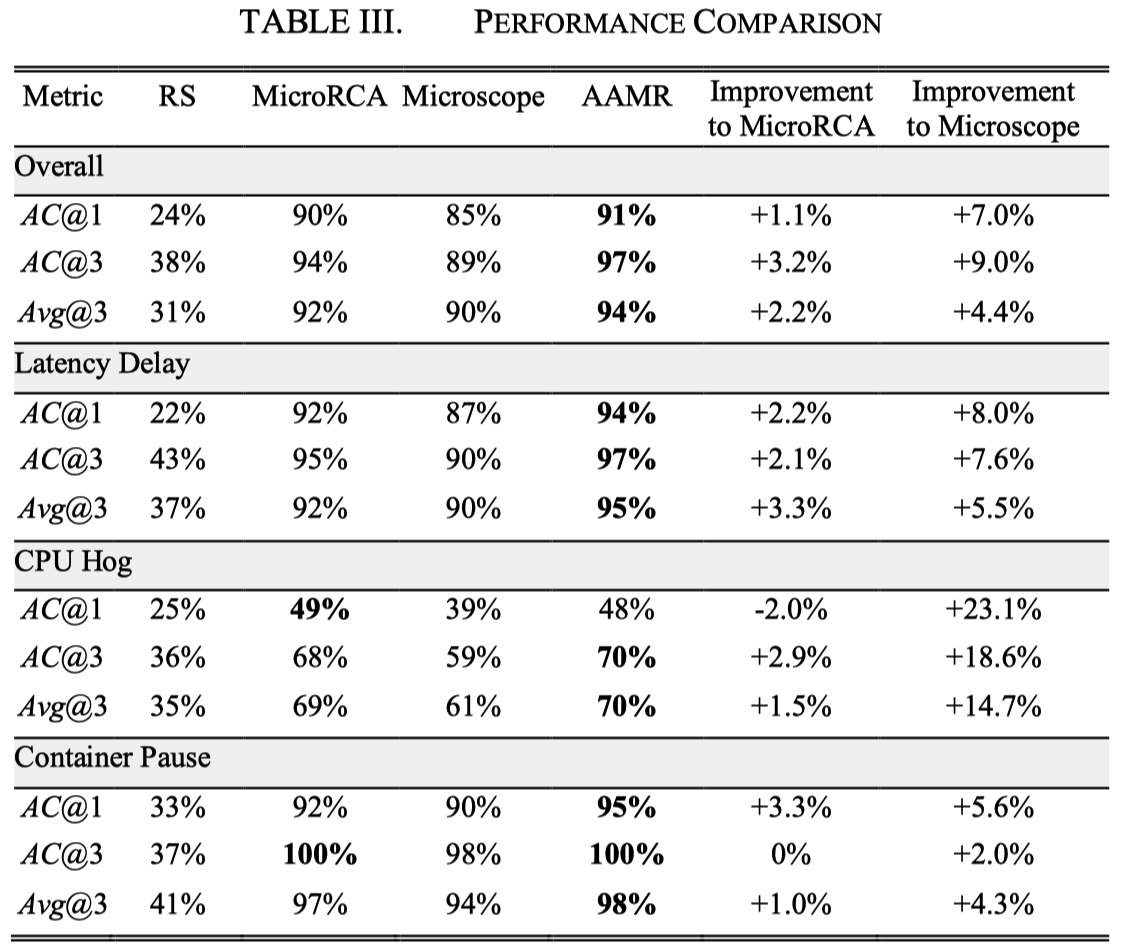 TABLE III. PERFORMANCE COMPARISON
Metric RS MicroRCA Microscope AAMR Improvement to MicroRCA Improvement to Microscope
Overall
AC@1 24% 90% 85% 91% +1.1% +7.0%
AC@3 38% 94% 89% 97% +3.2% +9.0%
Avg@3 31% 92% 90% 94% +2.2% +4.4%
Latency Delay
AC@1 22% 92% 87% 94% +2.2% +8.0%
AC@3 43% 95% 90% 97% +2.1% +7.6%
Avg@3 37% 92% 90% 95% +3.3% +5.5%
CPU Hog
AC@1 25% 49% 39% 48% -2.0% +23.1%
AC@3 36% 68% 59% 70% +2.9% +18.6%
Avg@3 35% 69% 61% 70% +1.5% +14.7%
Container Pause
AC@1 33% 92% 90% 95% +3.3% +5.6%
AC@3 37% 100% 98% 100% 0% +2.0%
Avg@3 41% 97% 94% 98% +1.0% +4.3%